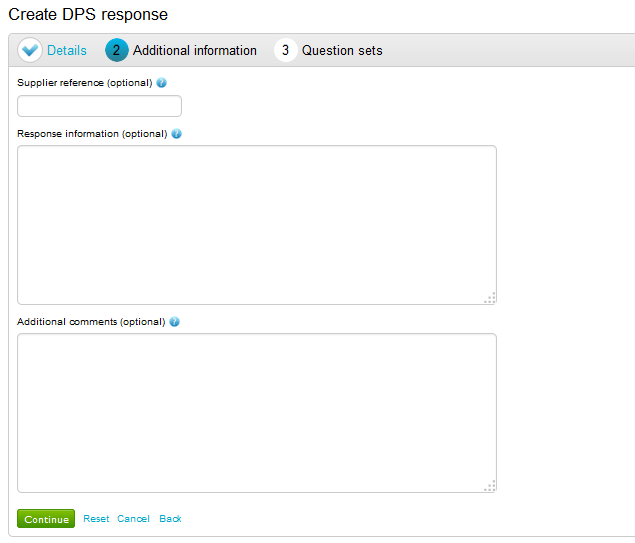 Create DPS response
Details 2 Additional information 3 Question sets
Supplier reference (optional) ?
Response information (optional) ?
Additional comments (optional) ?
Continue Reset Cancel Back